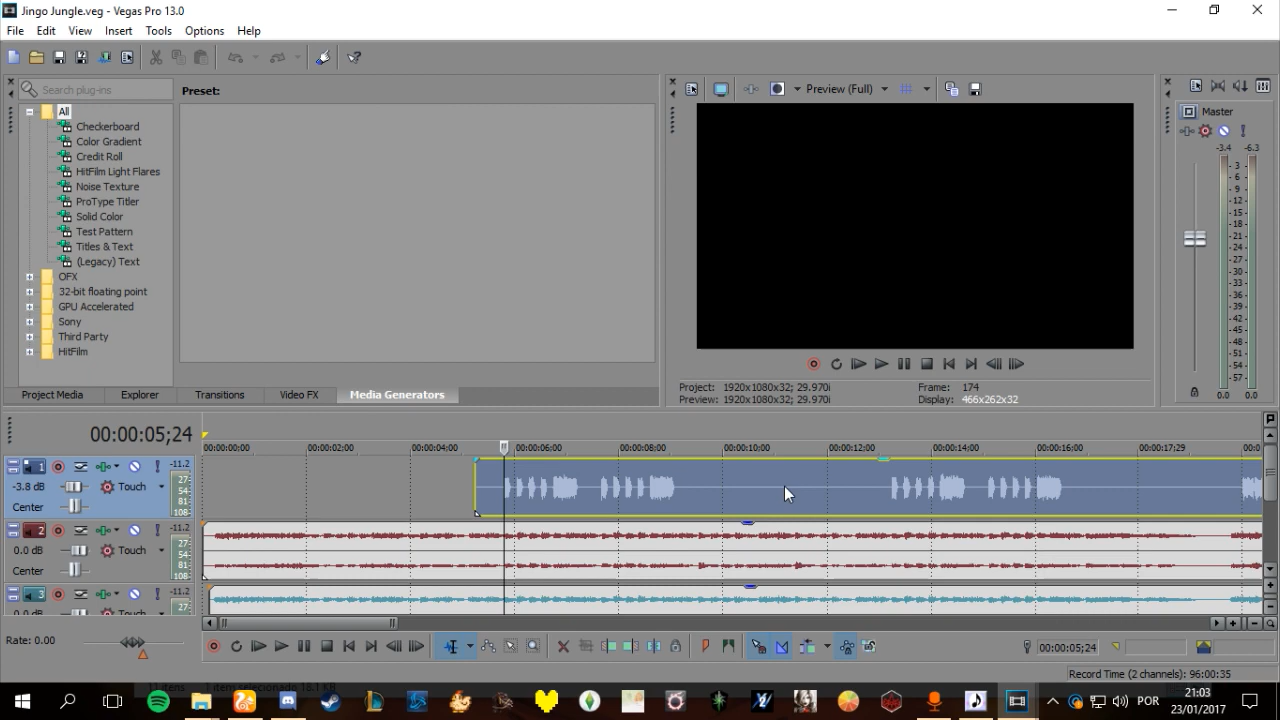 Jingo Jungle.veg - Vegas Pro 13.0
File Edit View Insert Tools Options Help
Search plug-ins
Preset:
Preview (Full)
Master
All
Checkerboard
Color Gradient
Credit Roll
HitFilm Light Flares
Noise Texture
ProType Titler
Solid Color
Test Pattern
Titles & Text
(Legacy) Text
OFX
32-bit floating point
GPU Accelerated
Sony
Third Party
HitFilm
-3.4 -6.3
3
6
9
12
15
18
21
24
27
30
33
36
39
42
45
48
51
54
57
0.0 0.0
Project Media Explorer Transitions Video FX Media Generators
Project: 1920x1080x32; 29.970i Frame: 174
Preview: 1920x1080x32; 29.970i Display: 466x262x32
00:00:05;24
00:00:00;00 00:00:02;00 00:00:04;00 00:00:06;00 00:00:08;00 00:00:10;00 00:00:12;00 00:00:14;00 00:00:16;00 00:00:17;29 00:0
1 -11.2
-3.8 dB Touch
Center
27
54
81
108
2 -11.2
0.0 dB Touch
Center
27
54
81
108
3 -11.2
0.0 dB Touch
27
Rate: 0.00
00:00:05;24
Record Time (2 channels): 96:00:35
POR
21:03
23/01/2017